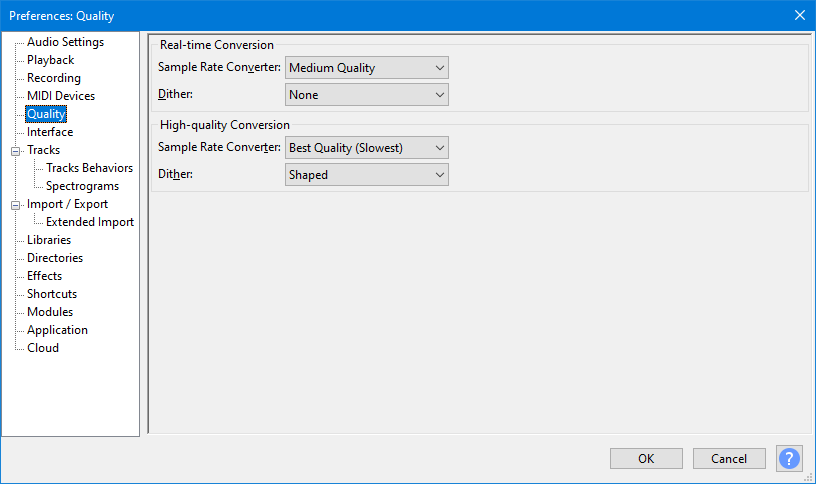 Preferences: Quality
Audio Settings
Playback
Recording
MIDI Devices
Quality
Interface
Tracks
Tracks Behaviors
Spectrograms
Import / Export
Extended Import
Libraries
Directories
Effects
Shortcuts
Modules
Application
Cloud
Real-time Conversion
Sample Rate Converter: Medium Quality
Dither: None
High-quality Conversion
Sample Rate Converter: Best Quality (Slowest)
Dither: Shaped
OK Cancel ?